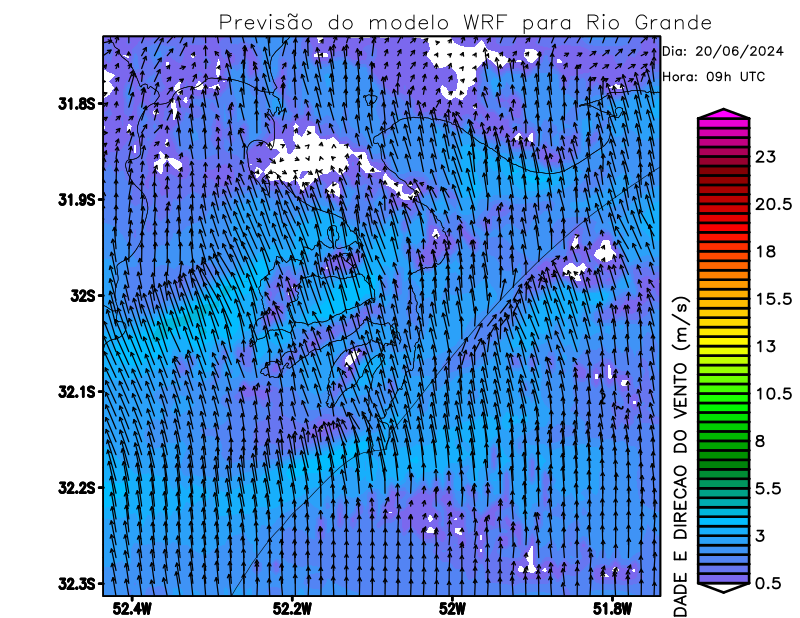 Previsão do modelo WRF para Rio Grande
Dia: 20/06/2024
Hora: 09h UTC
31.8S
31.9S
32S
32.1S
32.2S
32.3S
52.4W
52.2W
52W
51.8W
23
20.5
18
15.5
13
10.5
8
5.5
3
0.5
DADE E DIRECAO DO VENTO (m/s)